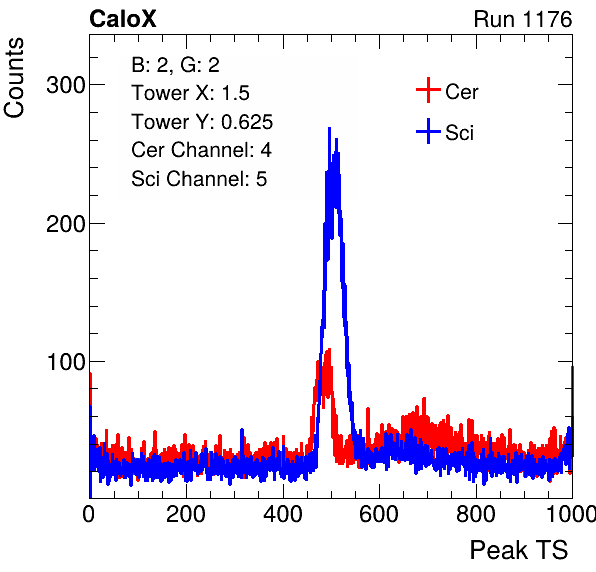 CaloX Run 1176
Counts
B: 2, G: 2
Tower X: 1.5
Tower Y: 0.625
Cer Channel: 4
Sci Channel: 5
Cer
Sci
300
200
100
0 200 400 600 800 1000
Peak TS